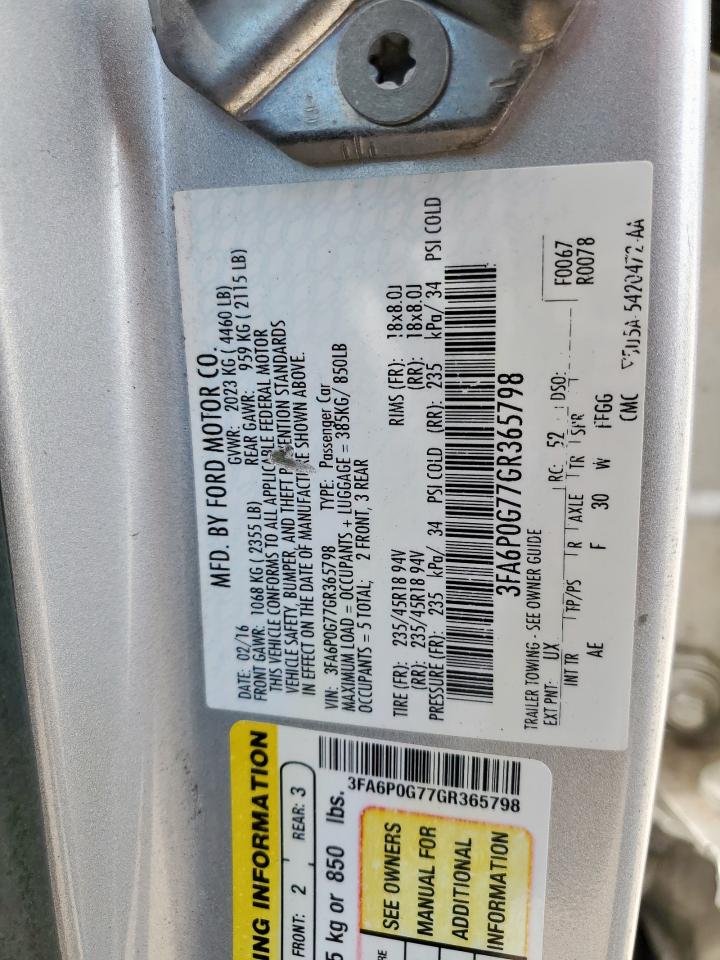 MFD. BY FORD MOTOR CO.
DATE: 02/16 GVWR: 2023 KG ( 4460 LB)
FRONT GAWR: 1068 KG ( 2355 LB) REAR GAWR: 959 KG ( 2115 LB)
THIS VEHICLE CONFORMS TO ALL APPLICABLE FEDERAL MOTOR
VEHICLE SAFETY, BUMPER, AND THEFT PREVENTION STANDARDS
IN EFFECT ON THE DATE OF MANUFACTURE SHOWN ABOVE.
VIN: 3FA6P0G77GR365798 TYPE: Passenger Car
MAXIMUM LOAD = OCCUPANTS + LUGGAGE = 385KG/ 850LB
OCCUPANTS = 5 TOTAL; 2 FRONT, 3 REAR
TIRE (FR): 235/45R18 94V RIMS (FR): 18x8.0J
(RR): 235/45R18 94V (RR): 18x8.0J
PRESSURE (FR): 235 kPa/ 34 PSI COLD (RR): 235 kPa/ 34 PSI COLD
3FA6P0G77GR365798
TRAILER TOWING - SEE OWNER GUIDE
EXT PNT: UX RC: 52 DSO: F0067
INT TR TP/PS R AXLE TR SPR R0078
AE F 30 W FFGG
CMC 5420472-AA
ING INFORMATION
FRONT: 2 REAR: 3
5 kg or 850 lbs.
3FA6P0G77GR365798
SEE OWNERS
MANUAL FOR
ADDITIONAL
INFORMATION